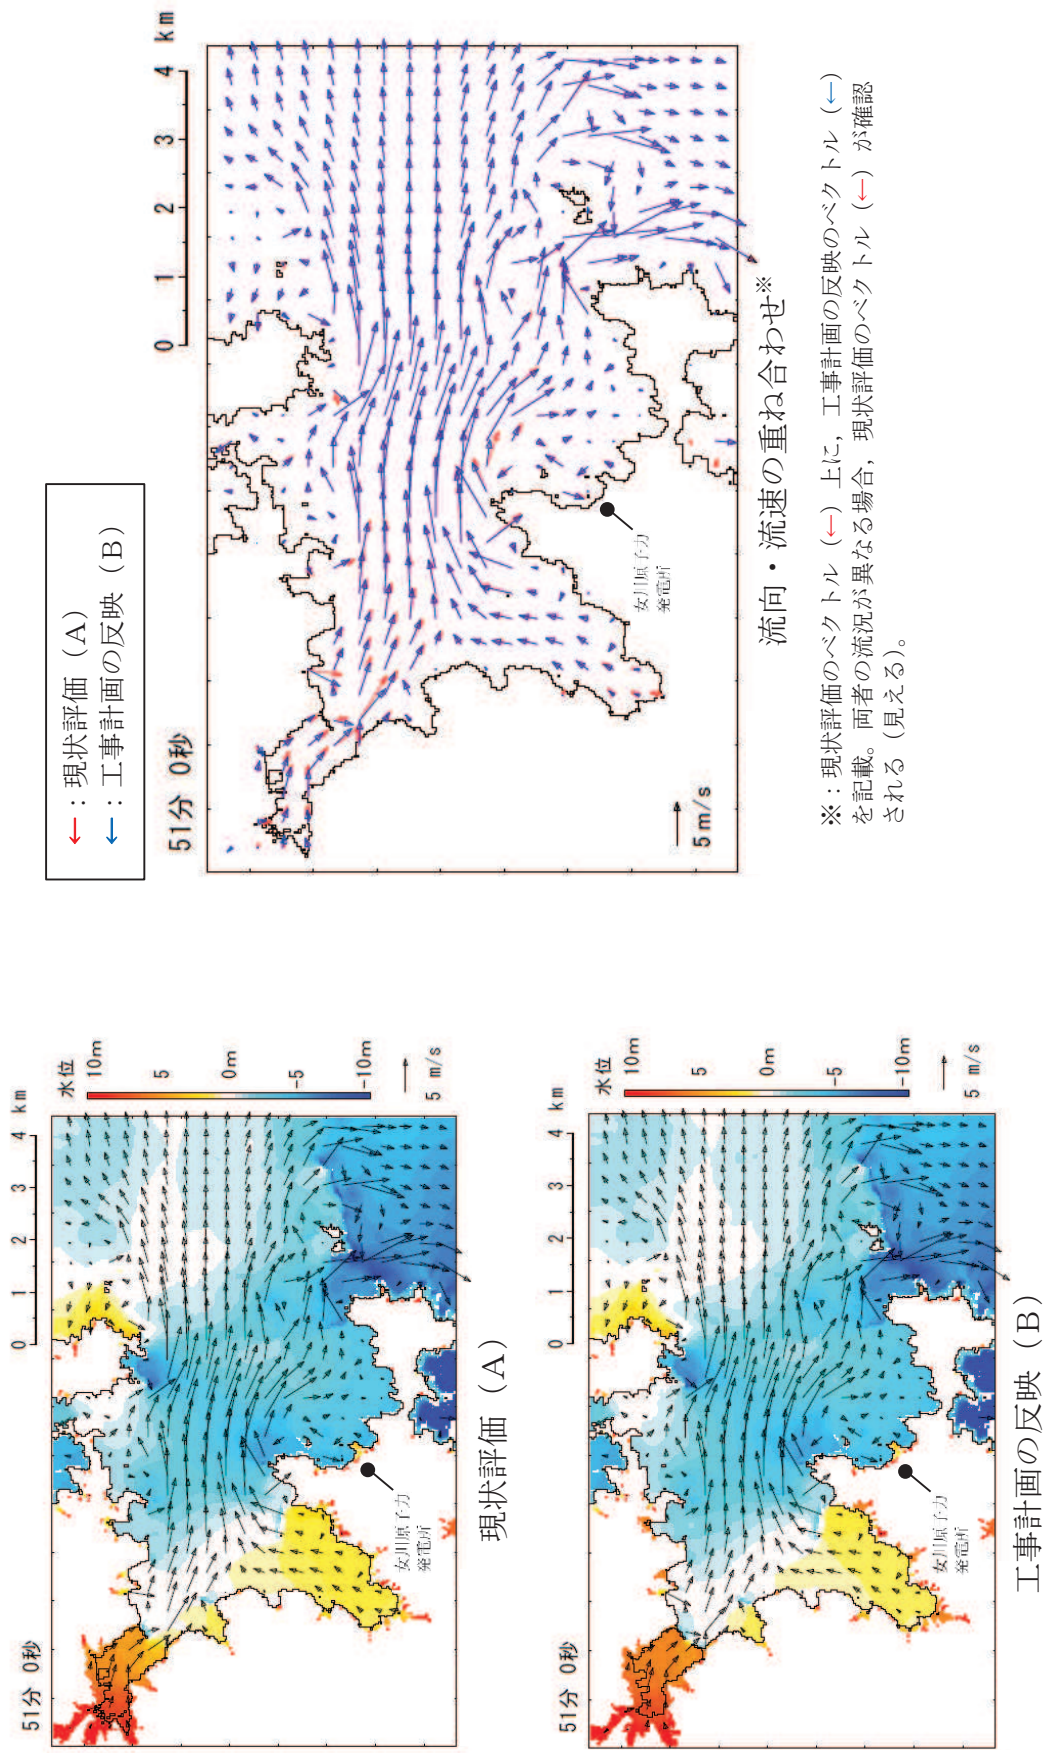 51分 0秒
0 1 2 3 4 km
水位
10m
5
0m
-5
-10m
5 m/s
女川原子力
発電所
現状評価（A）
51分 0秒
0 1 2 3 4 km
水位
10m
5
0m
-5
-10m
5 m/s
女川原子力
発電所
工事計画の反映（B）
←：現状評価（A）
←：工事計画の反映（B）
51分 0秒
0 1 2 3 4 km
5m/s
女川原子力
発電所
流向・流速の重ね合わせ※
※：現状評価のベクトル（←）上に，工事計画の反映のベクトル（←）
を記載。両者の流況が異なる場合，現状評価のベクトル（←）が確認
される（見える）。